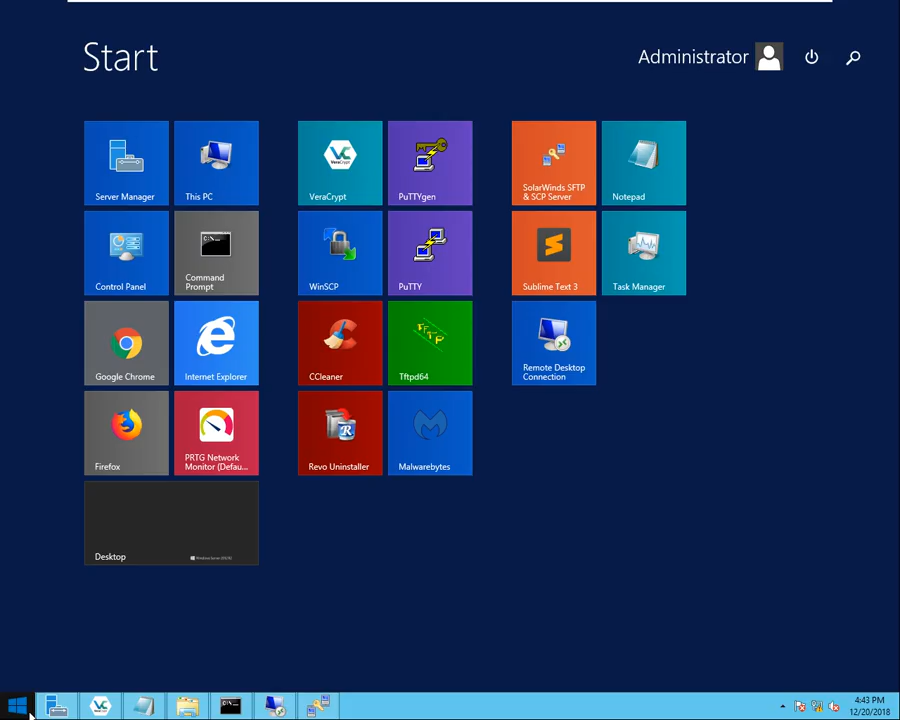 Start
Administrator
Server Manager
This PC
VeraCrypt
VeraCrypt
PuTTYgen
SolarWinds SFTP
& SCP Server
Notepad
Control Panel
C:\_
Command
Prompt
WinSCP
PuTTY
Sublime Text 3
Task Manager
Google Chrome
Internet Explorer
CCleaner
TFTP
Tftpd64
Remote Desktop
Connection
Firefox
PRTG Network
Monitor (Defau...
Revo Uninstaller
Malwarebytes
Desktop
4:43 PM
12/20/2018